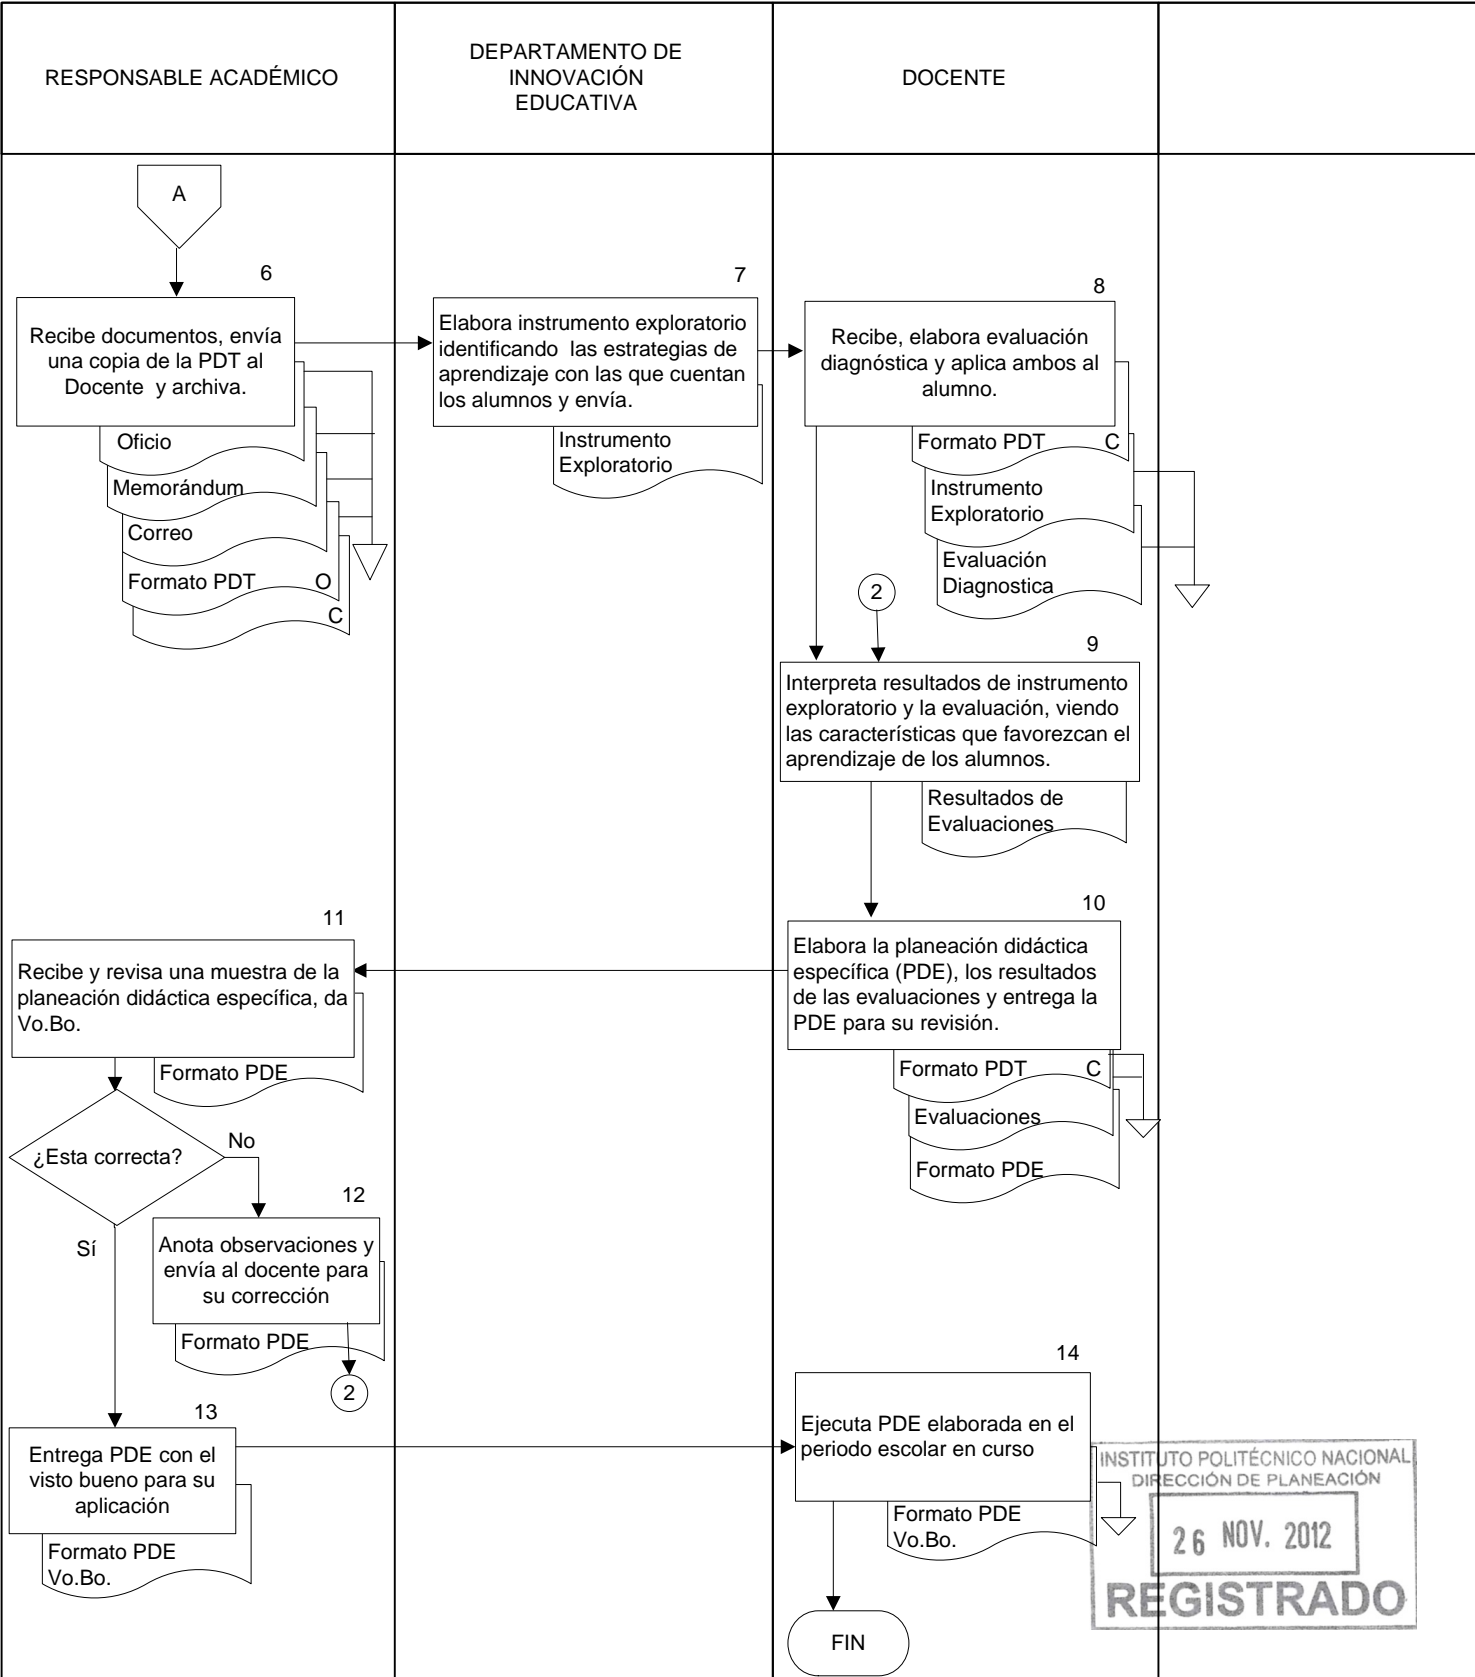 RESPONSABLE ACADÉMICO
DEPARTAMENTO DE
INNOVACIÓN
EDUCATIVA
DOCENTE
A
6
Recibe documentos, envía
una copia de la PDT al
Docente y archiva.
Oficio
Memorándum
Correo
Formato PDT O
C
7
Elabora instrumento exploratorio
identificando las estrategias de
aprendizaje con las que cuentan
los alumnos y envía.
Instrumento
Exploratorio
8
Recibe, elabora evaluación
diagnóstica y aplica ambos al
alumno.
Formato PDT C
Instrumento
Exploratorio
Evaluación
Diagnostica
2
9
Interpreta resultados de instrumento
exploratorio y la evaluación, viendo
las características que favorezcan el
aprendizaje de los alumnos.
Resultados de
Evaluaciones
10
Elabora la planeación didáctica
específica (PDE), los resultados
de las evaluaciones y entrega la
PDE para su revisión.
Formato PDT C
Evaluaciones
Formato PDE
11
Recibe y revisa una muestra de la
planeación didáctica específica, da
Vo.Bo.
Formato PDE
¿Esta correcta?
No
Sí
12
Anota observaciones y
envía al docente para
su corrección
Formato PDE
2
13
Entrega PDE con el
visto bueno para su
aplicación
Formato PDE
Vo.Bo.
14
Ejecuta PDE elaborada en el
periodo escolar en curso
Formato PDE
Vo.Bo.
FIN
INSTITUTO POLITÉCNICO NACIONAL
DIRECCIÓN DE PLANEACIÓN
26 NOV. 2012
REGISTRADO